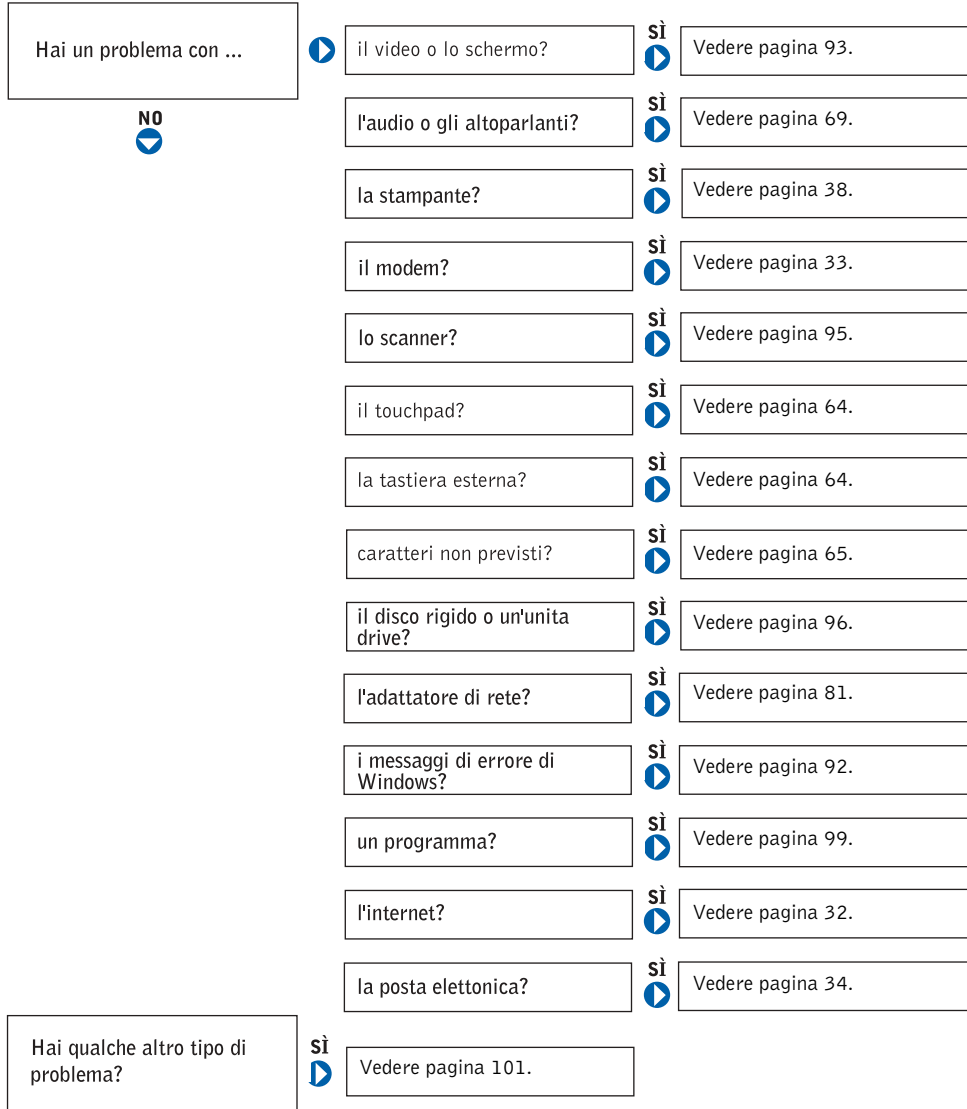 Hai un problema con ...
il video o lo schermo?
SÌ
Vedere pagina 93.
NO
l'audio o gli altoparlanti?
SÌ
Vedere pagina 69.
la stampante?
SÌ
Vedere pagina 38.
il modem?
SÌ
Vedere pagina 33.
lo scanner?
SÌ
Vedere pagina 95.
il touchpad?
SÌ
Vedere pagina 64.
la tastiera esterna?
SÌ
Vedere pagina 64.
caratteri non previsti?
SÌ
Vedere pagina 65.
il disco rigido o un'unita
drive?
SÌ
Vedere pagina 96.
l'adattatore di rete?
SÌ
Vedere pagina 81.
i messaggi di errore di
Windows?
SÌ
Vedere pagina 92.
un programma?
SÌ
Vedere pagina 99.
l'internet?
SÌ
Vedere pagina 32.
la posta elettonica?
SÌ
Vedere pagina 34.
Hai qualche altro tipo di
problema?
SÌ
Vedere pagina 101.